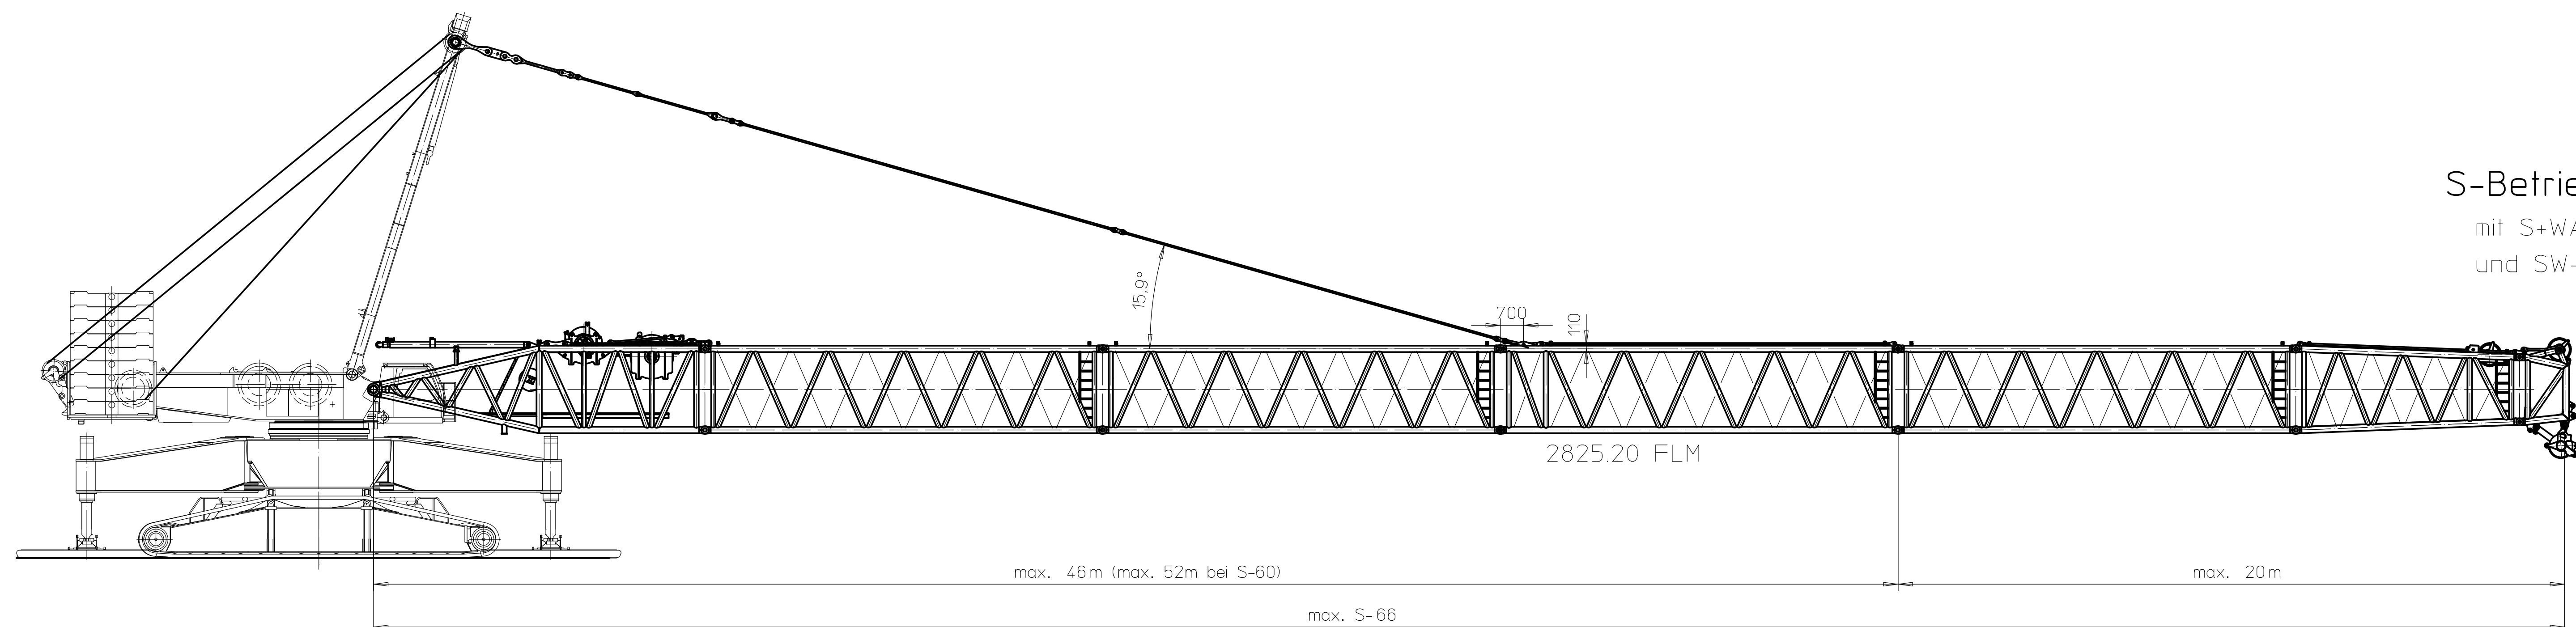 S-Betrie
mit S+WA
und SW-
15,9°
700
110
2825.20 FLM
max. 46m (max. 52m bei S-60)
max. 20m
max. S-66